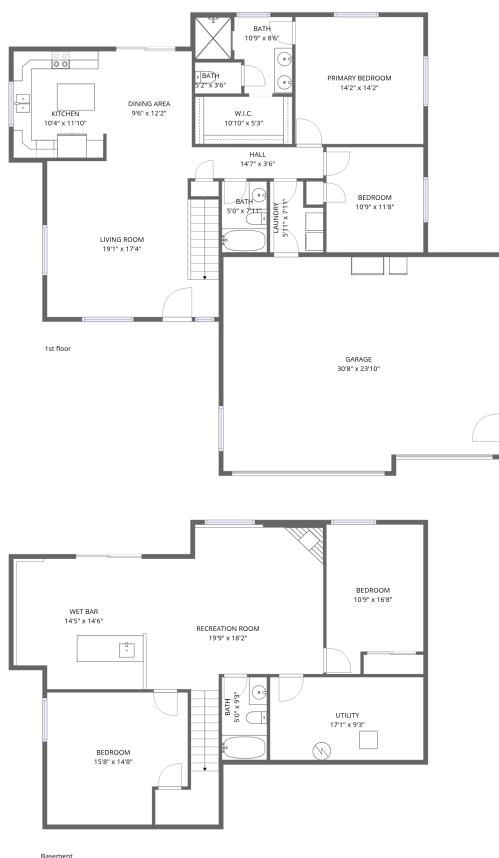 BATH
10'9" x 8'6"
BATH
5'2" x 3'6"
PRIMARY BEDROOM
14'2" x 14'2"
DINING AREA
9'6" x 12'2"
KITCHEN
10'4" x 11'10"
W.I.C.
10'10" x 5'3"
HALL
14'7" x 3'6"
BEDROOM
10'9" x 11'8"
BATH
5'0" x 7'11"
LAUNDRY
5'11" x 7'11"
LIVING ROOM
19'1" x 17'4"
1st floor
GARAGE
30'8" x 23'10"
BEDROOM
10'9" x 16'8"
WET BAR
14'5" x 14'6"
RECREATION ROOM
19'9" x 18'2"
BATH
5'0" x 9'3"
UTILITY
17'1" x 9'3"
BEDROOM
15'8" x 14'8"
Basement